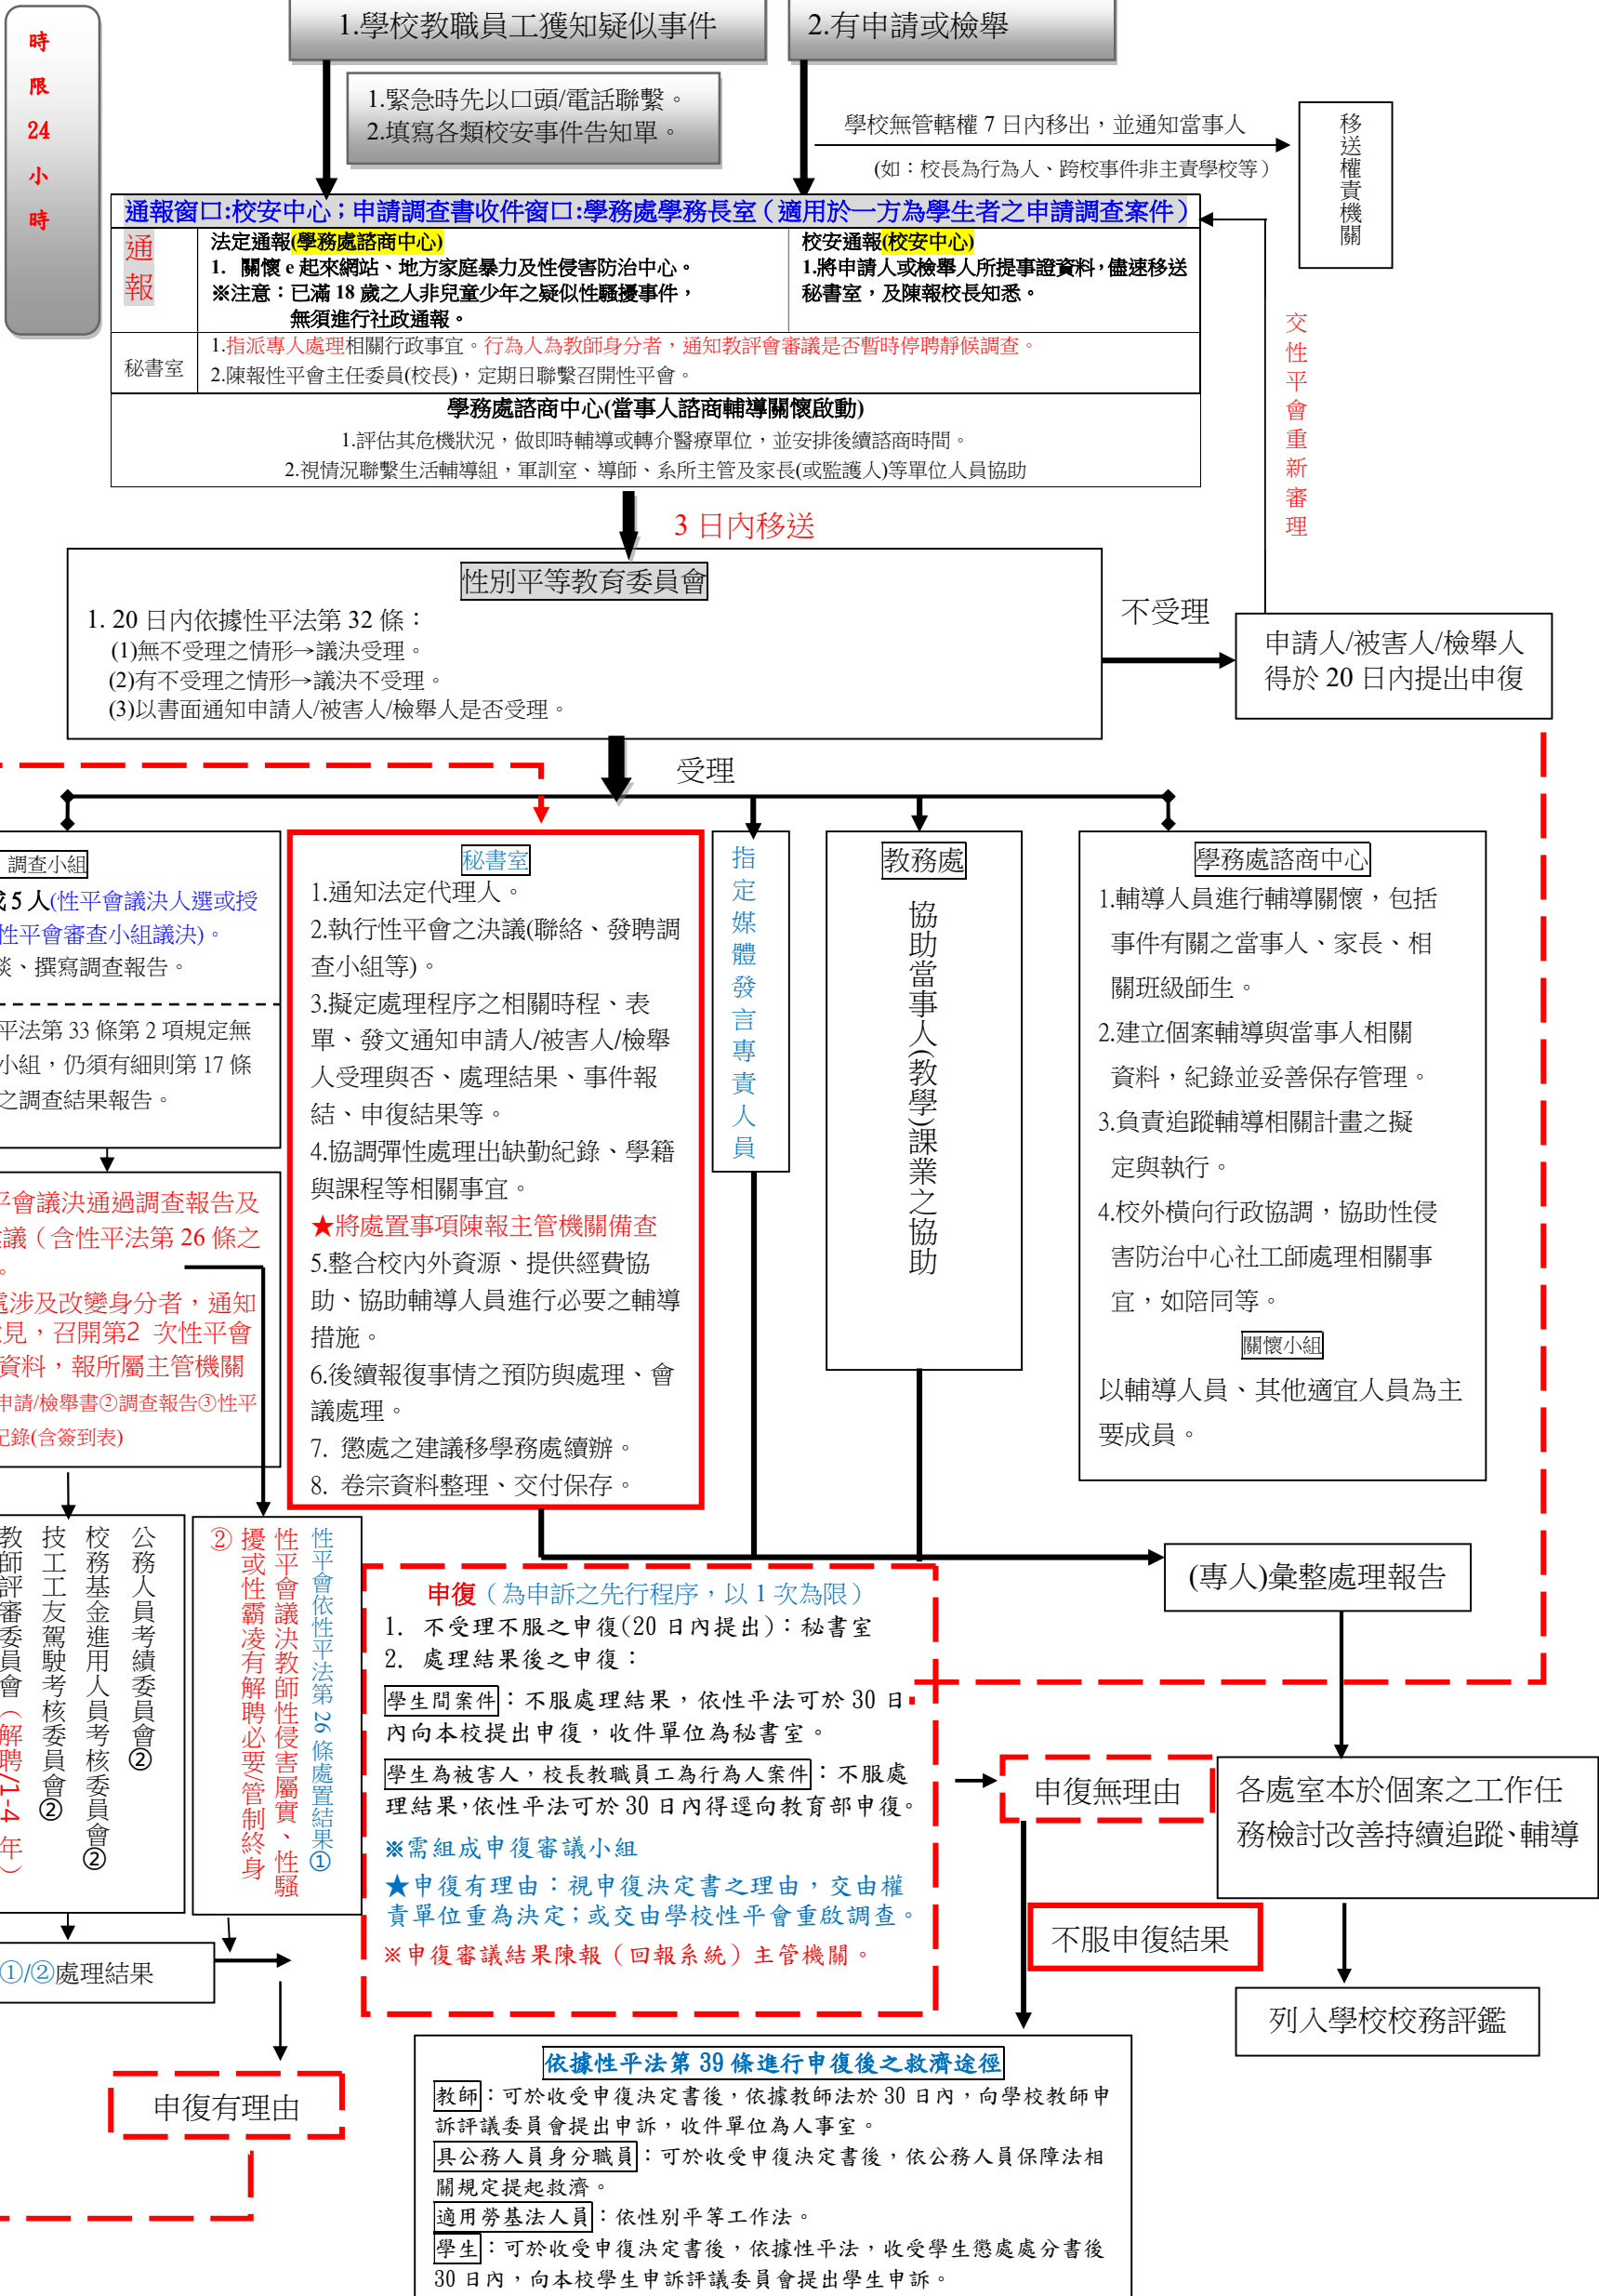 時
限
24
小
時
1.學校教職員工獲知疑似事件
2.有申請或檢舉
1.緊急時先以口頭/電話聯繫。
2.填寫各類校安事件告知單。
學校無管轄權 7 日內移出，並通知當事人
(如：校長為行為人、跨校事件非主責學校等)
移送權責機關
通報窗口:校安中心；申請調查書收件窗口:學務處學務長室（適用於一方為學生者之申請調查案件）
通
報
法定通報(學務處諮商中心)
1. 關懷 e 起來網站、地方家庭暴力及性侵害防治中心。
※注意：已滿 18 歲之人非兒童少年之疑似性騷擾事件，
無須進行社政通報。
校安通報(校安中心)
1.將申請人或檢舉人所提事證資料，儘速移送
秘書室，及陳報校長知悉。
秘書室
1.指派專人處理相關行政事宜。行為人為教師身分者，通知教評會審議是否暫時停聘靜候調查。
2.陳報性平會主任委員(校長)，定期日聯繫召開性平會。
學務處諮商中心(當事人諮商輔導關懷啟動)
1.評估其危機狀況，做即時輔導或轉介醫療單位，並安排後續諮商時間。
2.視情況聯繫生活輔導組，軍訓室、導師、系所主管及家長(或監護人)等單位人員協助
交性平會重新審理
3 日內移送
性別平等教育委員會
1. 20 日內依據性平法第 32 條：
(1)無不受理之情形→議決受理。
(2)有不受理之情形→議決不受理。
(3)以書面通知申請人/被害人/檢舉人是否受理。
不受理
申請人/被害人/檢舉人
得於 20 日內提出申復
受理
調查小組
5 人(性平會議決人選或授
性平會審查小組議決)。
談、撰寫調查報告。
平法第 33 條第 2 項規定無
小組，仍須有細則第 17 條
之調查結果報告。
平會議決通過調查報告及
議（含性平法第 26 條之
。
處涉及改變身分者，通知
見，召開第2 次性平會
資料，報所屬主管機關
申請/檢舉書②調查報告③性平
紀錄(含簽到表)
秘書室
1.通知法定代理人。
2.執行性平會之決議(聯絡、發聘調
查小組等)。
3.擬定處理程序之相關時程、表
單、發文通知申請人/被害人/檢舉
人受理與否、處理結果、事件報
結、申復結果等。
4.協調彈性處理出缺勤紀錄、學籍
與課程等相關事宜。
★將處置事項陳報主管機關備查
5.整合校內外資源、提供經費協
助、協助輔導人員進行必要之輔導
措施。
6.後續報復事情之預防與處理、會
議處理。
7. 懲處之建議移學務處續辦。
8. 卷宗資料整理、交付保存。
指定媒體發言專責人員
教務處
協助當事人(教學)課業之協助
學務處諮商中心
1.輔導人員進行輔導關懷，包括
事件有關之當事人、家長、相
關班級師生。
2.建立個案輔導與當事人相關
資料，紀錄並妥善保存管理。
3.負責追蹤輔導相關計畫之擬
定與執行。
4.校外橫向行政協調，協助性侵
害防治中心社工師處理相關事
宜，如陪同等。
關懷小組
以輔導人員、其他適宜人員為主
要成員。
公務人員考績委員會②
校務基金進用人員考核委員會②
技工工友駕駛考核委員會②
教師評審委員會（解聘/1-4 年）
性平會依性平法第 26 條處置結果①
性平會議決教師性侵害屬實、性騷
擾或性霸凌有解聘必要/管制終身
②
①/②處理結果
申復有理由
申復（為申訴之先行程序，以 1 次為限）
1. 不受理不服之申復(20 日內提出)：秘書室
2. 處理結果後之申復：
學生間案件：不服處理結果，依性平法可於 30 日
內向本校提出申復，收件單位為秘書室。
學生為被害人，校長教職員工為行為人案件：不服處
理結果，依性平法可於 30 日內得逕向教育部申復。
※需組成申復審議小組
★申復有理由：視申復決定書之理由，交由權
責單位重為決定；或交由學校性平會重啟調查。
※申復審議結果陳報（回報系統）主管機關。
(專人)彙整處理報告
申復無理由
各處室本於個案之工作任
務檢討改善持續追蹤、輔導
不服申復結果
列入學校校務評鑑
依據性平法第 39 條進行申復後之救濟途徑
教師：可於收受申復決定書後，依據教師法於 30 日內，向學校教師申
訴評議委員會提出申訴，收件單位為人事室。
具公務人員身分職員：可於收受申復決定書後，依公務人員保障法相
關規定提起救濟。
適用勞基法人員：依性別平等工作法。
學生：可於收受申復決定書後，依據性平法，收受學生懲處處分書後
30 日內，向本校學生申訴評議委員會提出學生申訴。